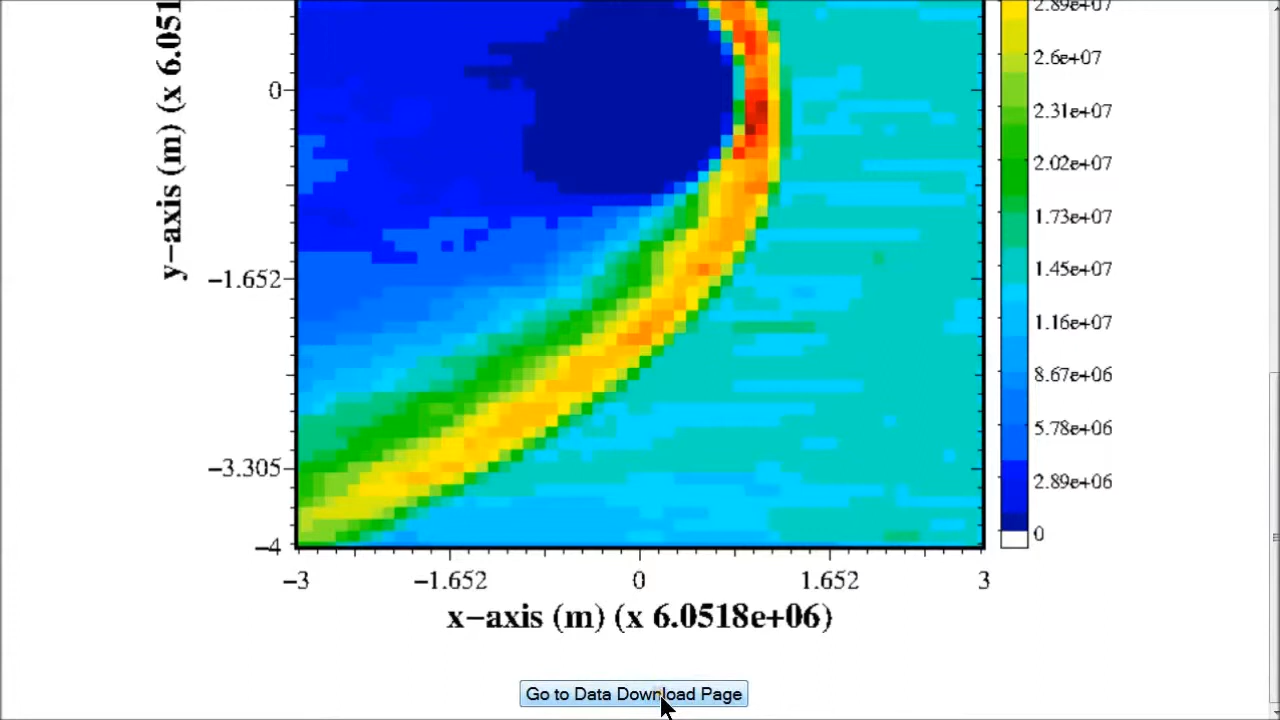 y−axis (m) (x 6.051
0
−1.652
−3.305
−4
−3
−1.652
0
1.652
3
x−axis (m) (x 6.0518e+06)
2.89e+07
2.6e+07
2.31e+07
2.02e+07
1.73e+07
1.45e+07
1.16e+07
8.67e+06
5.78e+06
2.89e+06
0
Go to Data Download Page